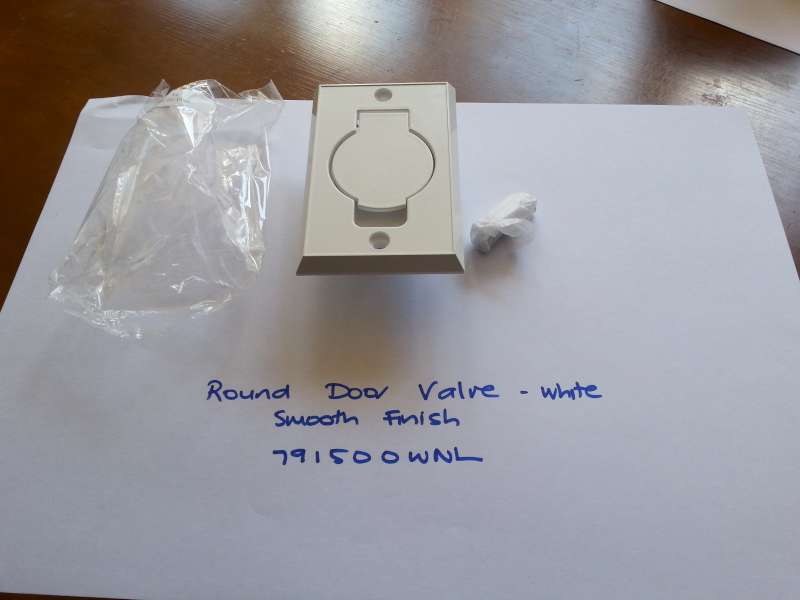 Round Door Valve - white
Smooth Finish
791500WNL